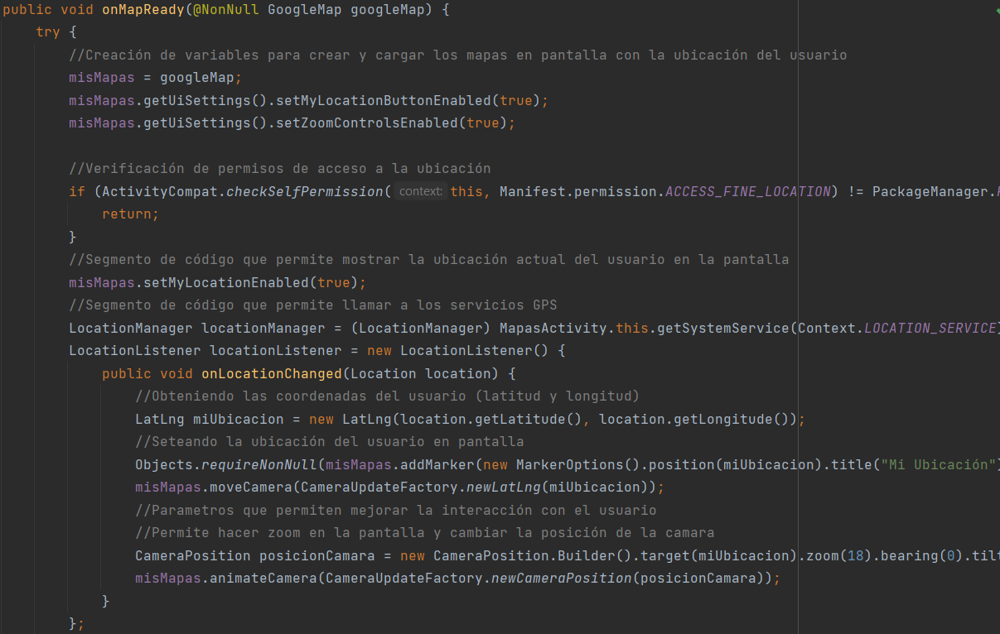 public void onMapReady(@NonNull GoogleMap googleMap) {
try {
//Creación de variables para crear y cargar los mapas en pantalla con la ubicación del usuario
misMapas = googleMap;
misMapas.getUiSettings().setMyLocationButtonEnabled(true);
misMapas.getUiSettings().setZoomControlsEnabled(true);
//Verificación de permisos de acceso a la ubicación
if (ActivityCompat.checkSelfPermission( context: this, Manifest.permission.ACCESS_FINE_LOCATION) != PackageManager.
return;
}
//Segmento de código que permite mostrar la ubicación actual del usuario en la pantalla
misMapas.setMyLocationEnabled(true);
//Segmento de código que permite llamar a los servicios GPS
LocationManager locationManager = (LocationManager) MapasActivity.this.getSystemService(Context.LOCATION_SERVICE)
LocationListener locationListener = new LocationListener() {
public void onLocationChanged(Location location) {
//Obteniendo las coordenadas del usuario (latitud y longitud)
LatLng miUbicacion = new LatLng(location.getLatitude(), location.getLongitude());
//Seteando la ubicación del usuario en pantalla
Objects.requireNonNull(misMapas.addMarker(new MarkerOptions().position(miUbicacion).title("Mi Ubicación")
misMapas.moveCamera(CameraUpdateFactory.newLatLng(miUbicacion));
//Parametros que permiten mejorar la interacción con el usuario
//Permite hacer zoom en la pantalla y cambiar la posición de la camara
CameraPosition posicionCamara = new CameraPosition.Builder().target(miUbicacion).zoom(18).bearing(0).tilt
misMapas.animateCamera(CameraUpdateFactory.newCameraPosition(posicionCamara));
}
};